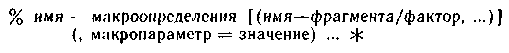 % имя - макроопределения [(имя—фрагмента/фактор, ...)]
(, макропараметр = значение) ... *